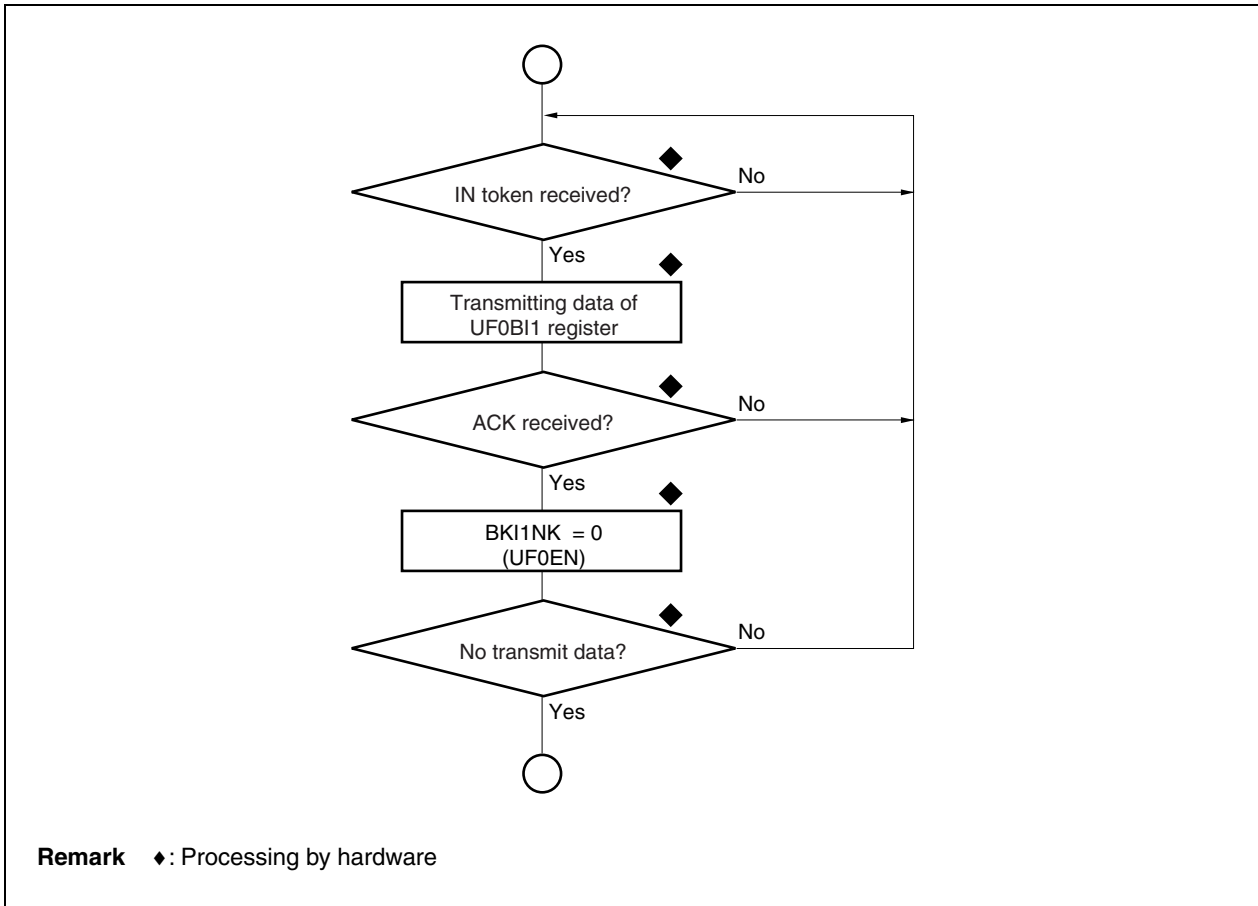 IN token received?
No
Yes
Transmitting data of
UF0BI1 register
ACK received?
No
Yes
BKI1NK = 0
(UF0EN)
No transmit data?
No
Yes
Remark ♦: Processing by hardware